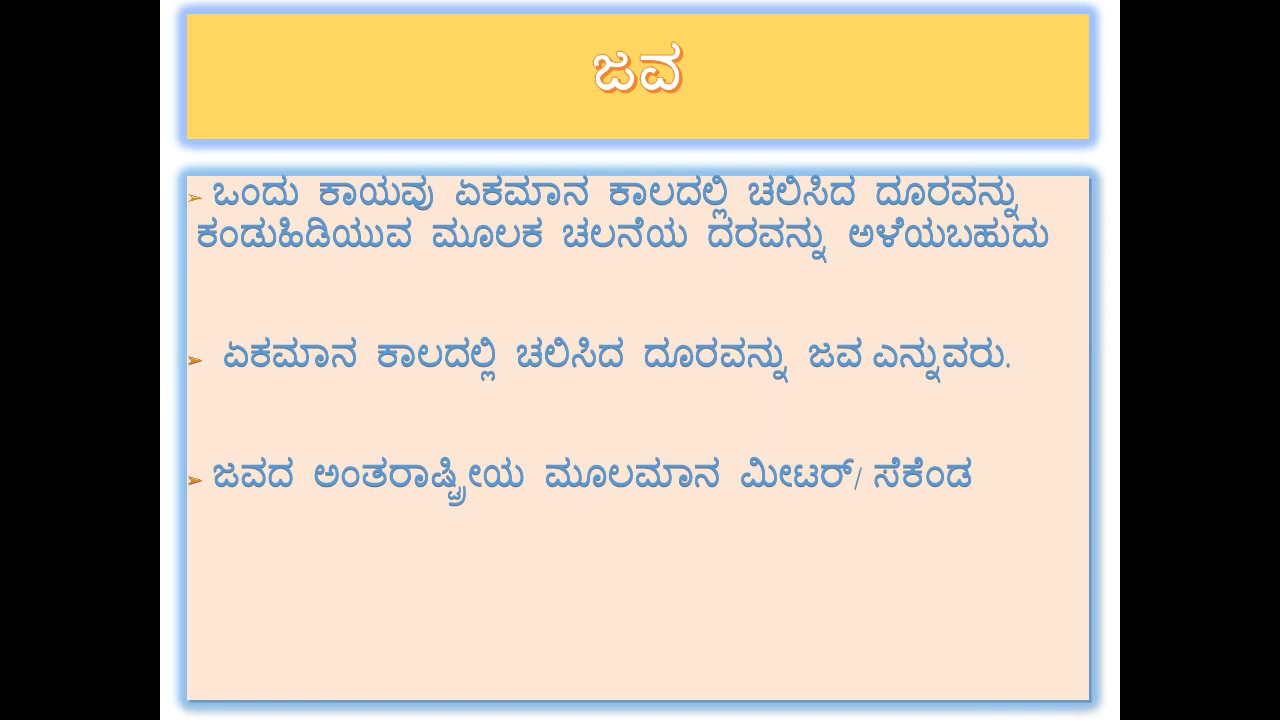 ಜವ
ಒಂದು ಕಾಯವು ಏಕಮಾನ ಕಾಲದಲ್ಲಿ ಚಲಿಸಿದ ದೂರವನ್ನು
ಕಂಡುಹಿಡಿಯುವ ಮೂಲಕ ಚಲನೆಯ ದರವನ್ನು ಅಳೆಯಬಹುದು
ಏಕಮಾನ ಕಾಲದಲ್ಲಿ ಚಲಿಸಿದ ದೂರವನ್ನು ಜವ ಎನ್ನುವರು.
ಜವದ ಅಂತರಾಷ್ಟ್ರೀಯ ಮೂಲಮಾನ ಮೀಟರ್/ ಸೆಕೆಂಡ